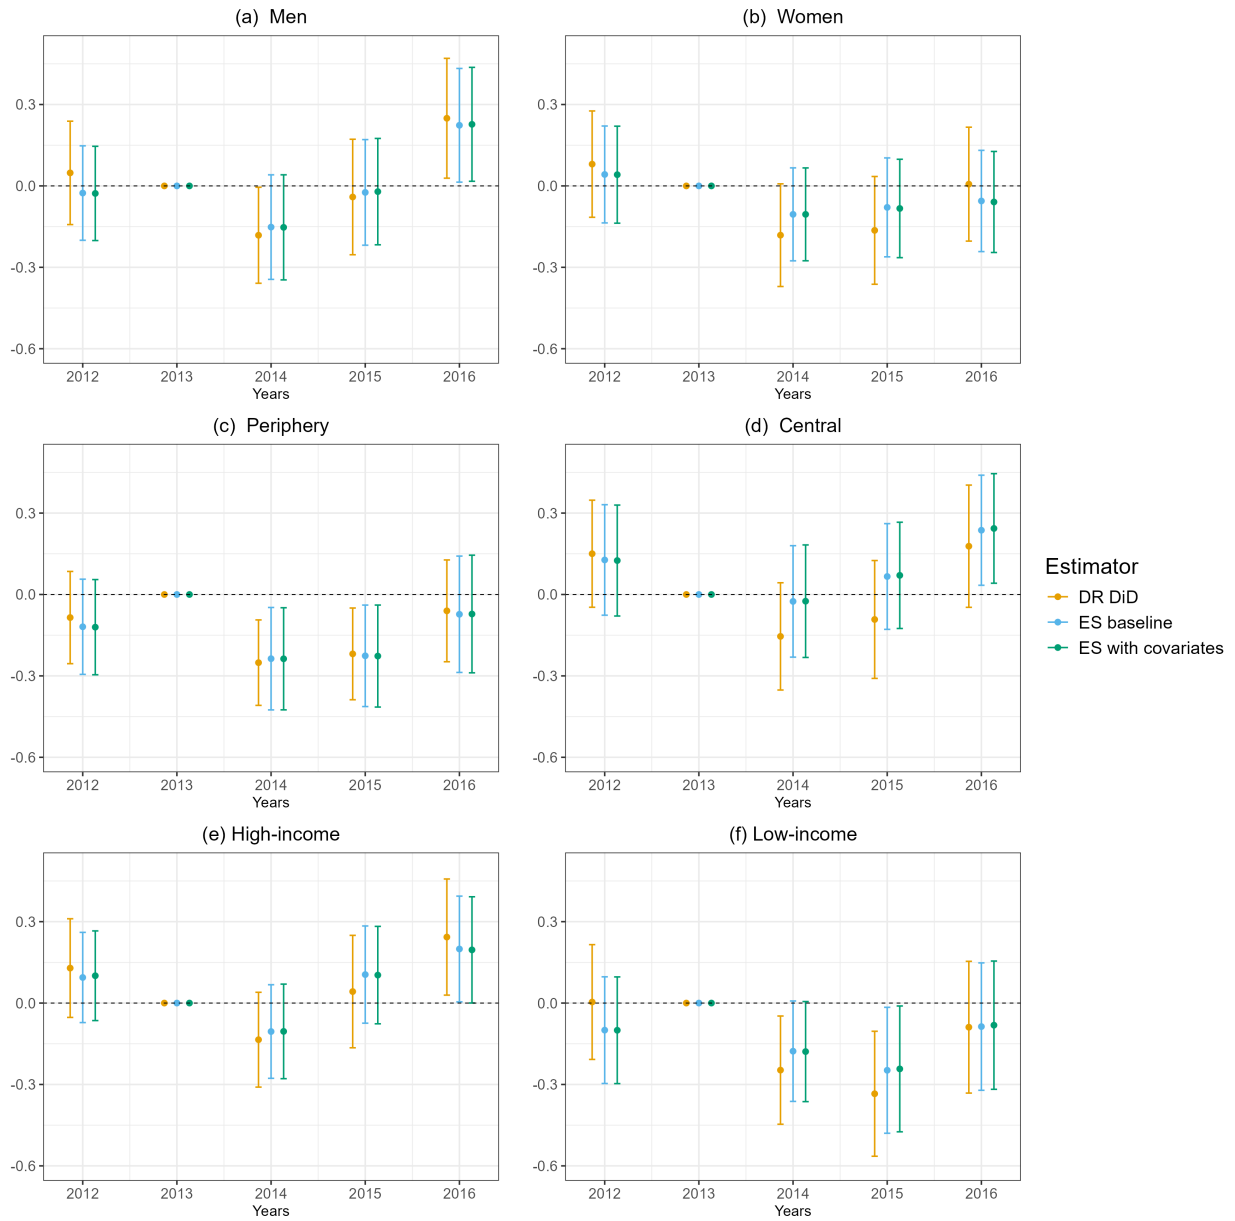 (a)  Men
0.3
0.0
-0.3
-0.6
2012 2013 2014 2015 2016
Years
(b)  Women
0.3
0.0
-0.3
-0.6
2012 2013 2014 2015 2016
Years
(c)  Periphery
0.3
0.0
-0.3
-0.6
2012 2013 2014 2015 2016
Years
(d)  Central
0.3
0.0
-0.3
-0.6
2012 2013 2014 2015 2016
Years
Estimator
DR DiD
ES baseline
ES with covariates
(e) High-income
0.3
0.0
-0.3
-0.6
2012 2013 2014 2015 2016
Years
(f) Low-income
0.3
0.0
-0.3
-0.6
2012 2013 2014 2015 2016
Years